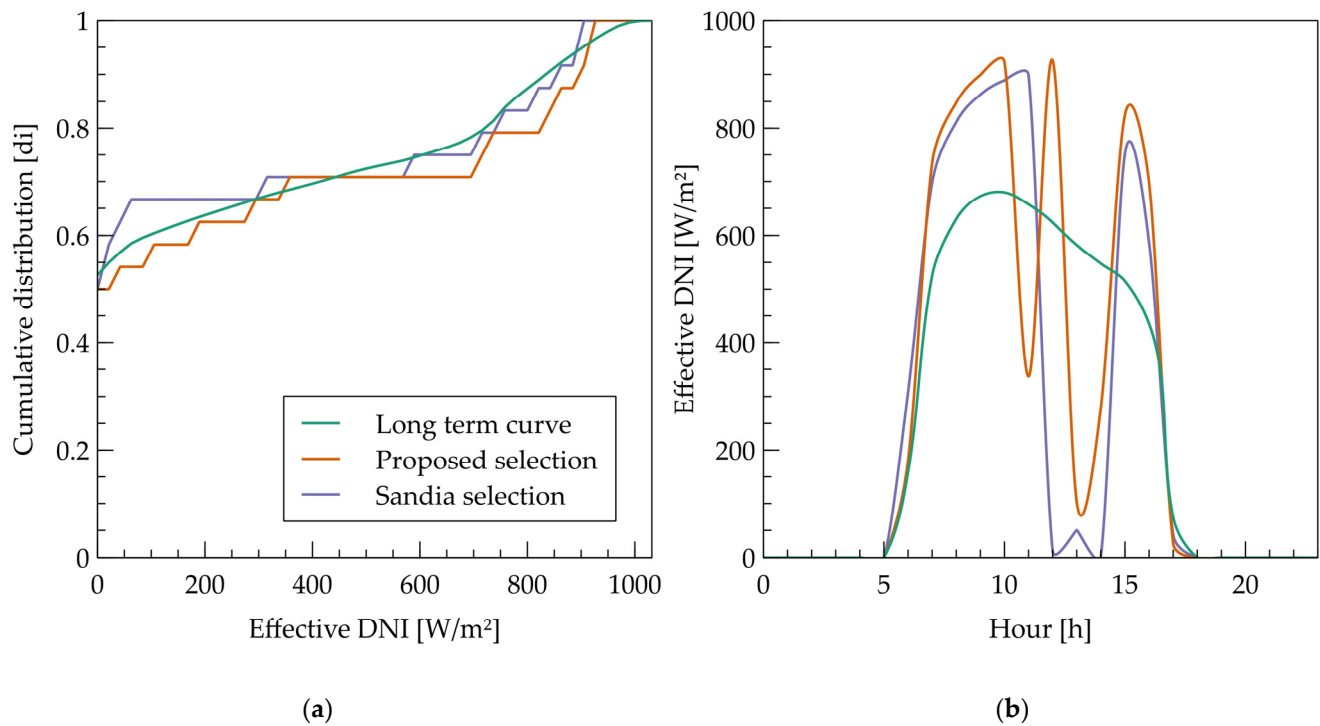 1
0.8
0.6
0.4
0.2
0
Cumulative distribution [di]
0 200 400 600 800 1000
Effective DNI [W/m²]
Long term curve
Proposed selection
Sandia selection
(a)
1000
800
600
400
200
0
Effective DNI [W/m²]
0 5 10 15 20
Hour [h]
(b)